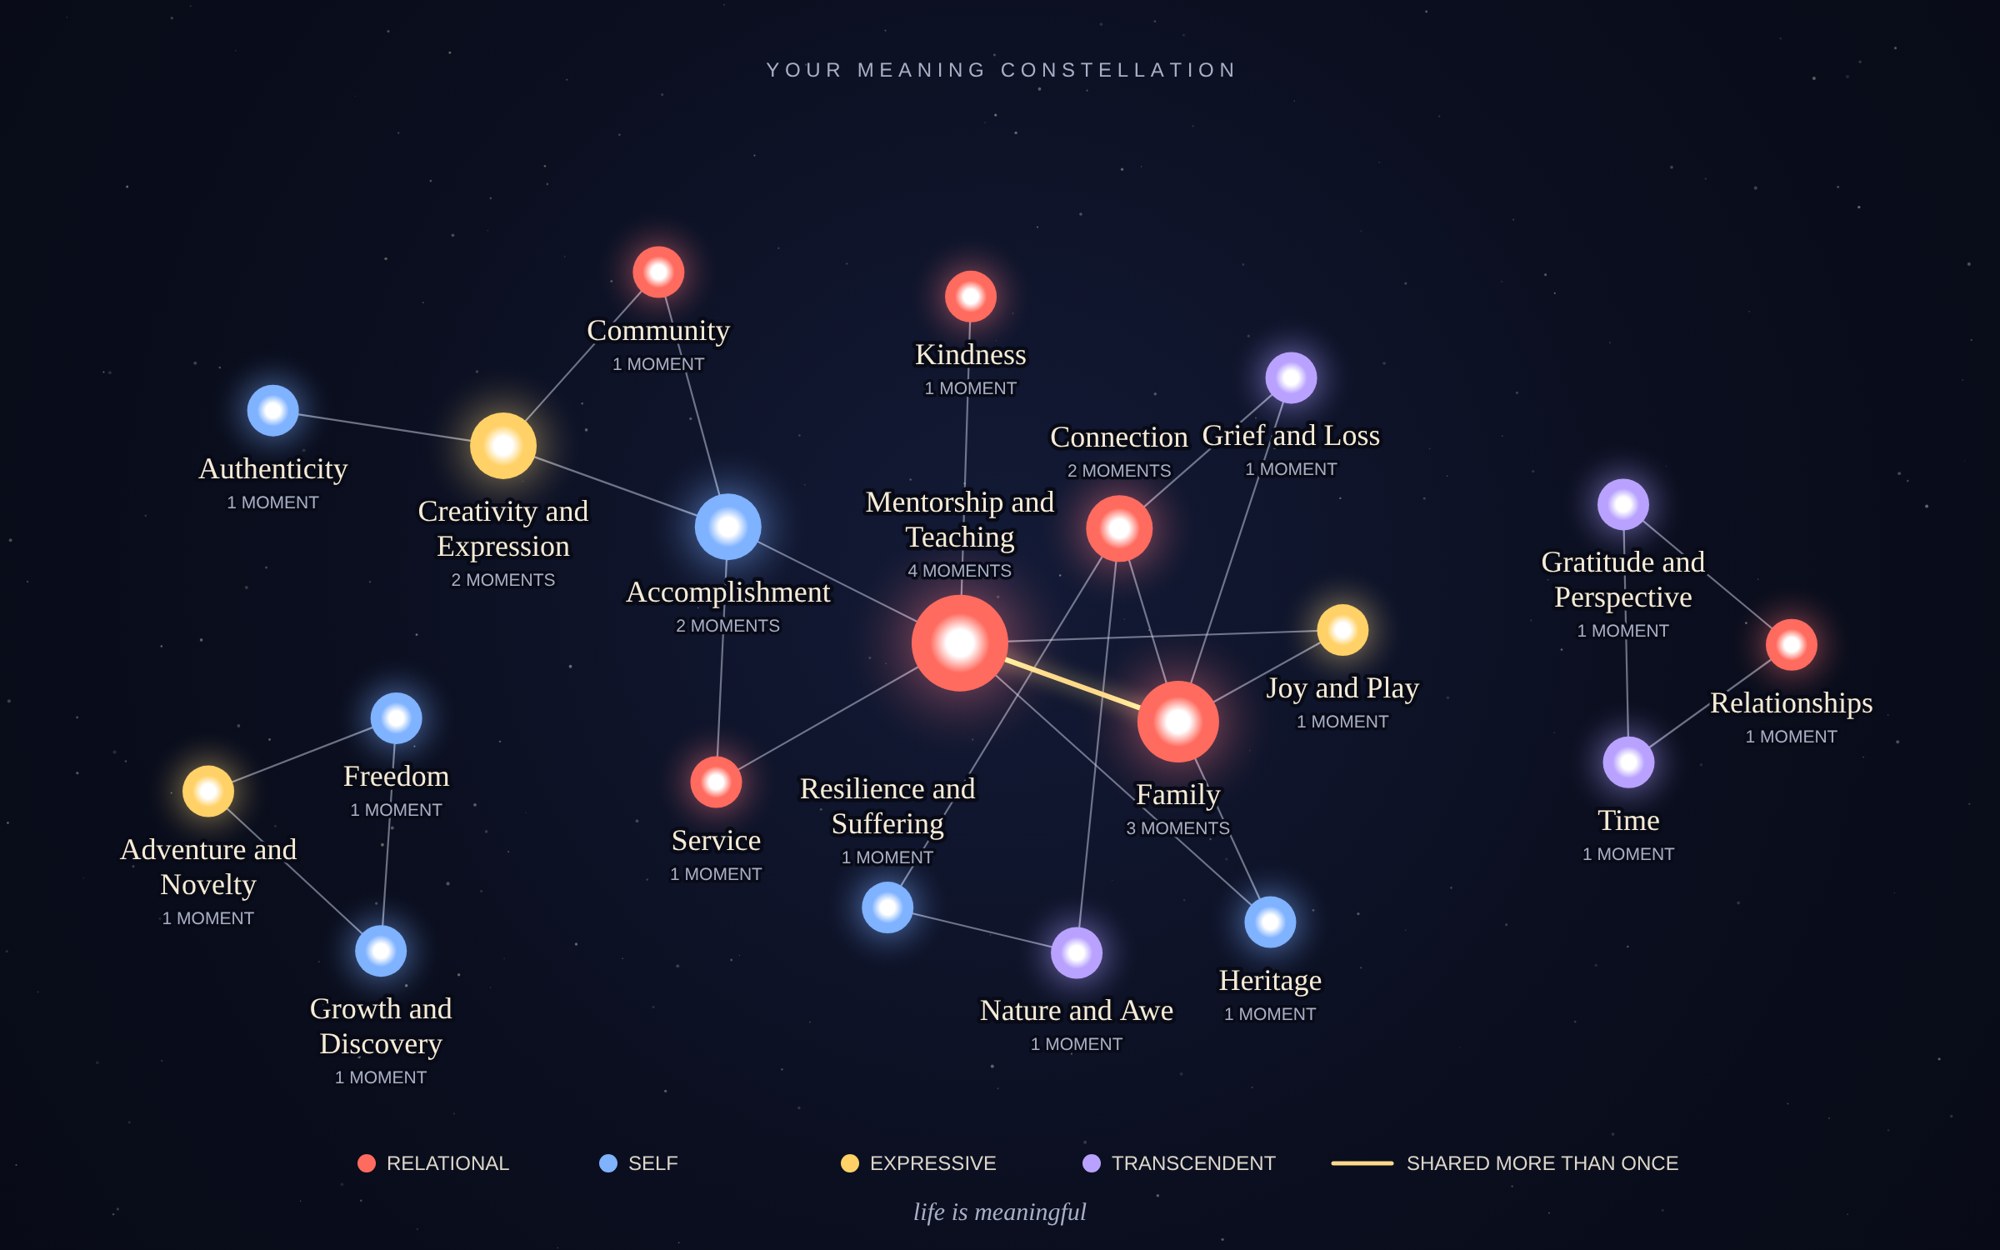 YOUR MEANING CONSTELLATION
Community
1 MOMENT
Kindness
1 MOMENT
Authenticity
1 MOMENT
Creativity and
Expression
2 MOMENTS
Connection
2 MOMENTS
Grief and Loss
1 MOMENT
Mentorship and
Teaching
4 MOMENTS
Accomplishment
2 MOMENTS
Gratitude and
Perspective
1 MOMENT
Joy and Play
1 MOMENT
Relationships
1 MOMENT
Freedom
1 MOMENT
Adventure and
Novelty
1 MOMENT
Service
1 MOMENT
Resilience and
Suffering
1 MOMENT
Family
3 MOMENTS
Time
1 MOMENT
Growth and
Discovery
1 MOMENT
Nature and Awe
1 MOMENT
Heritage
1 MOMENT
RELATIONAL
SELF
EXPRESSIVE
TRANSCENDENT
SHARED MORE THAN ONCE
life is meaningful